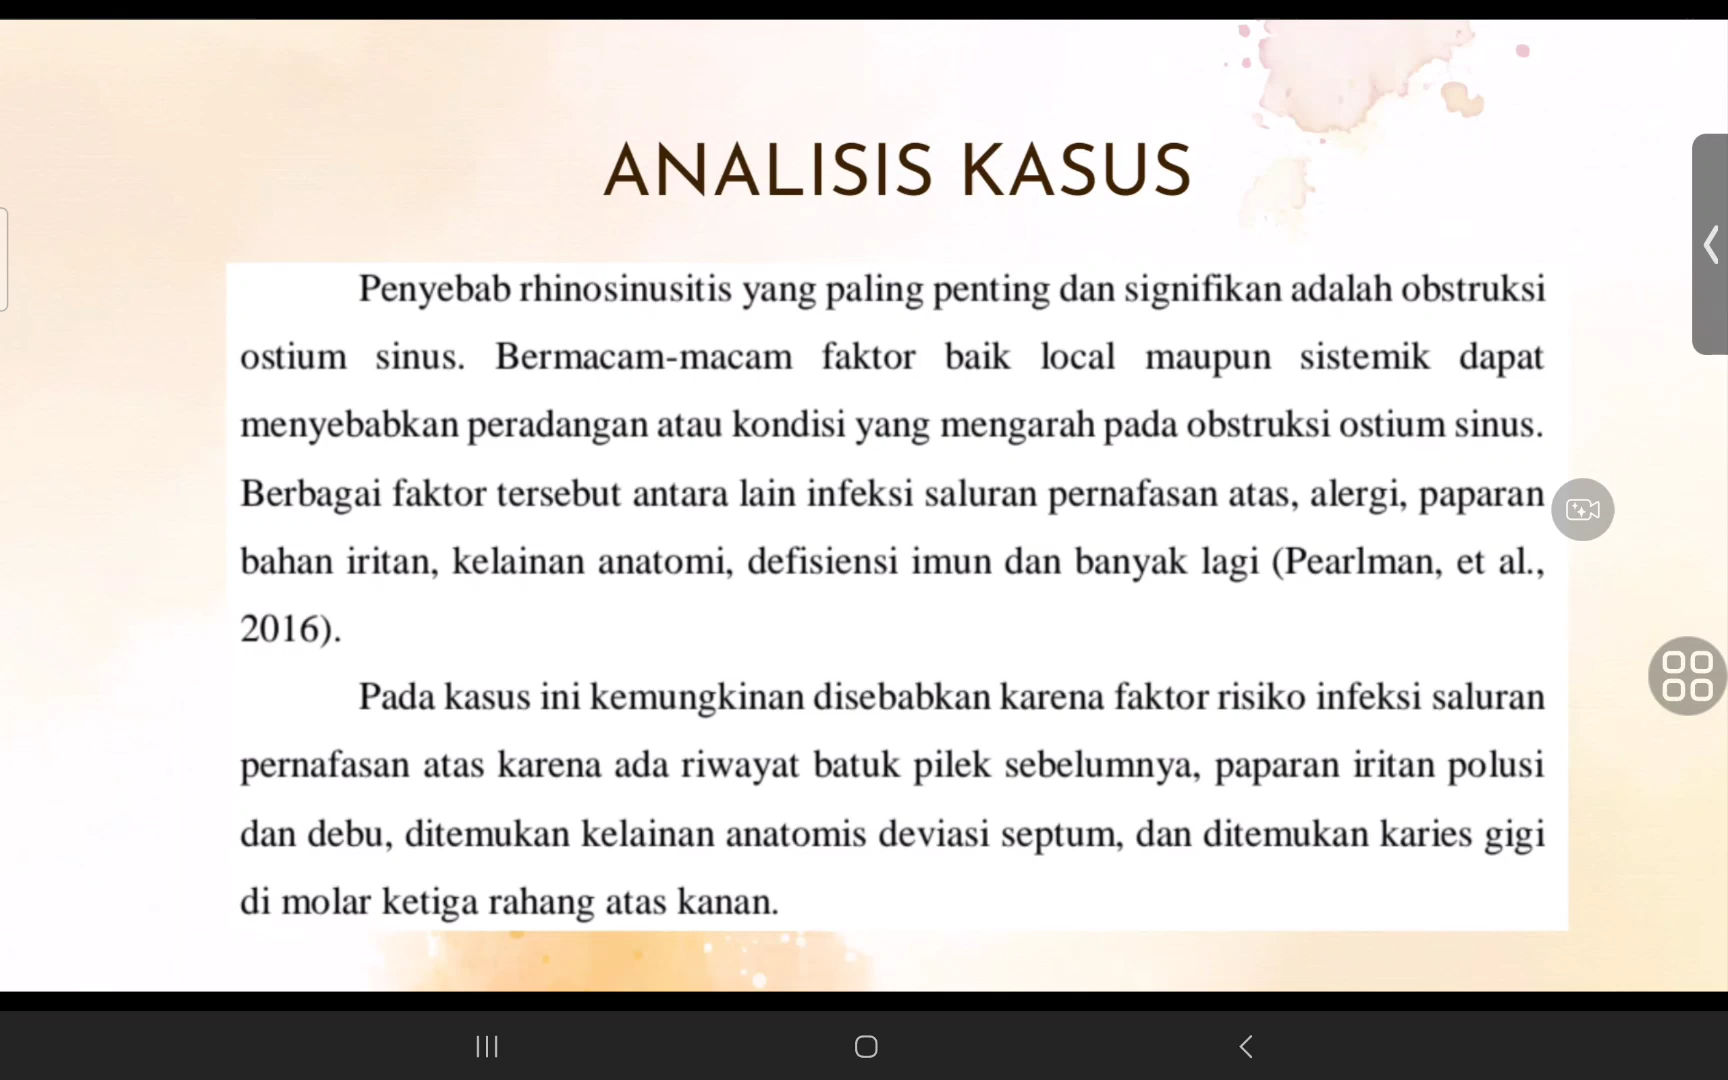 ANALISIS KASUS
Penyebab rhinosinusitis yang paling penting dan signifikan adalah obstruksi
ostium sinus. Bermacam-macam faktor baik local maupun sistemik dapat
menyebabkan peradangan atau kondisi yang mengarah pada obstruksi ostium sinus.
Berbagai faktor tersebut antara lain infeksi saluran pernafasan atas, alergi, paparan
bahan iritan, kelainan anatomi, defisiensi imun dan banyak lagi (Pearlman, et al.,
2016).
Pada kasus ini kemungkinan disebabkan karena faktor risiko infeksi saluran
pernafasan atas karena ada riwayat batuk pilek sebelumnya, paparan iritan polusi
dan debu, ditemukan kelainan anatomis deviasi septum, dan ditemukan karies gigi
di molar ketiga rahang atas kanan.